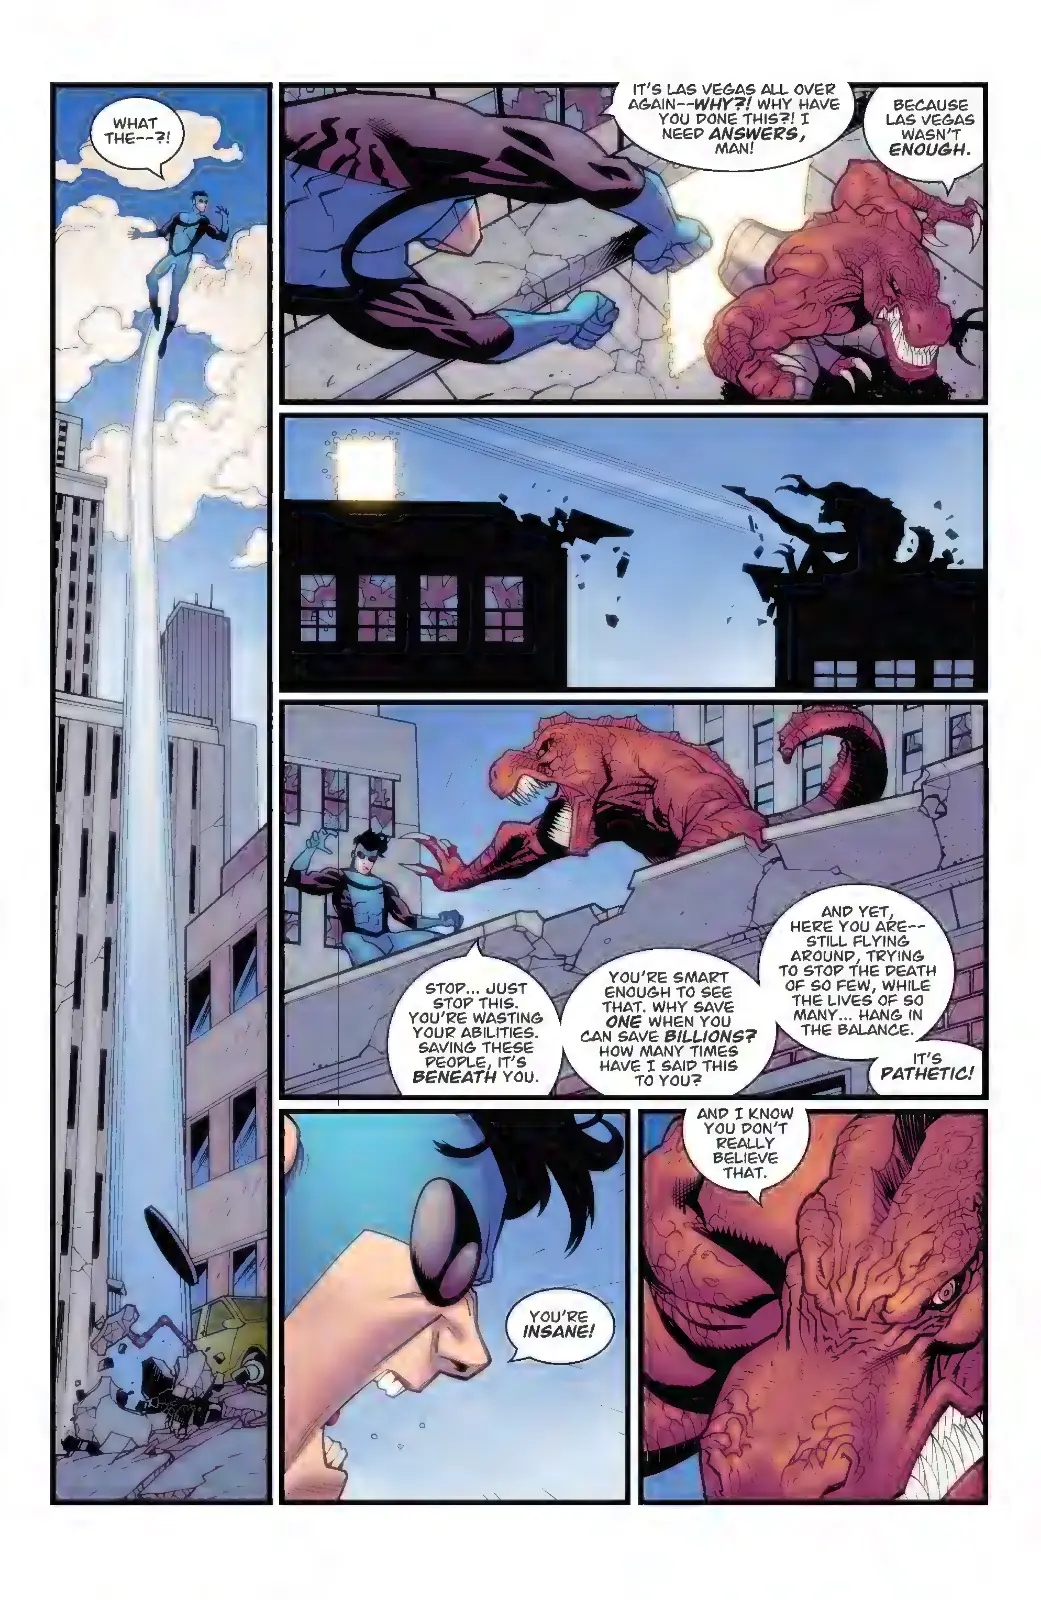 WHAT
THE--?!
IT'S LAS VEGAS ALL OVER
AGAIN--WHY?! WHY HAVE
YOU DONE THIS?! I
NEED ANSWERS,
MAN!
BECAUSE
LAS VEGAS
WASN'T
ENOUGH.
STOP... JUST
STOP THIS.
YOU'RE WASTING
YOUR ABILITIES.
SAVING THESE
PEOPLE, IT'S
BENEATH YOU.
YOU'RE SMART
ENOUGH TO SEE
THAT. WHY SAVE
ONE WHEN YOU
CAN SAVE BILLIONS?
HOW MANY TIMES
HAVE I SAID THIS
TO YOU?
AND YET,
HERE YOU ARE--
STILL FLYING
AROUND, TRYING
TO STOP THE DEATH
OF SO FEW, WHILE
THE LIVES OF SO
MANY... HANG IN
THE BALANCE.
IT'S
PATHETIC!
YOU'RE
INSANE!
AND I KNOW
YOU DON'T
REALLY
BELIEVE
THAT.